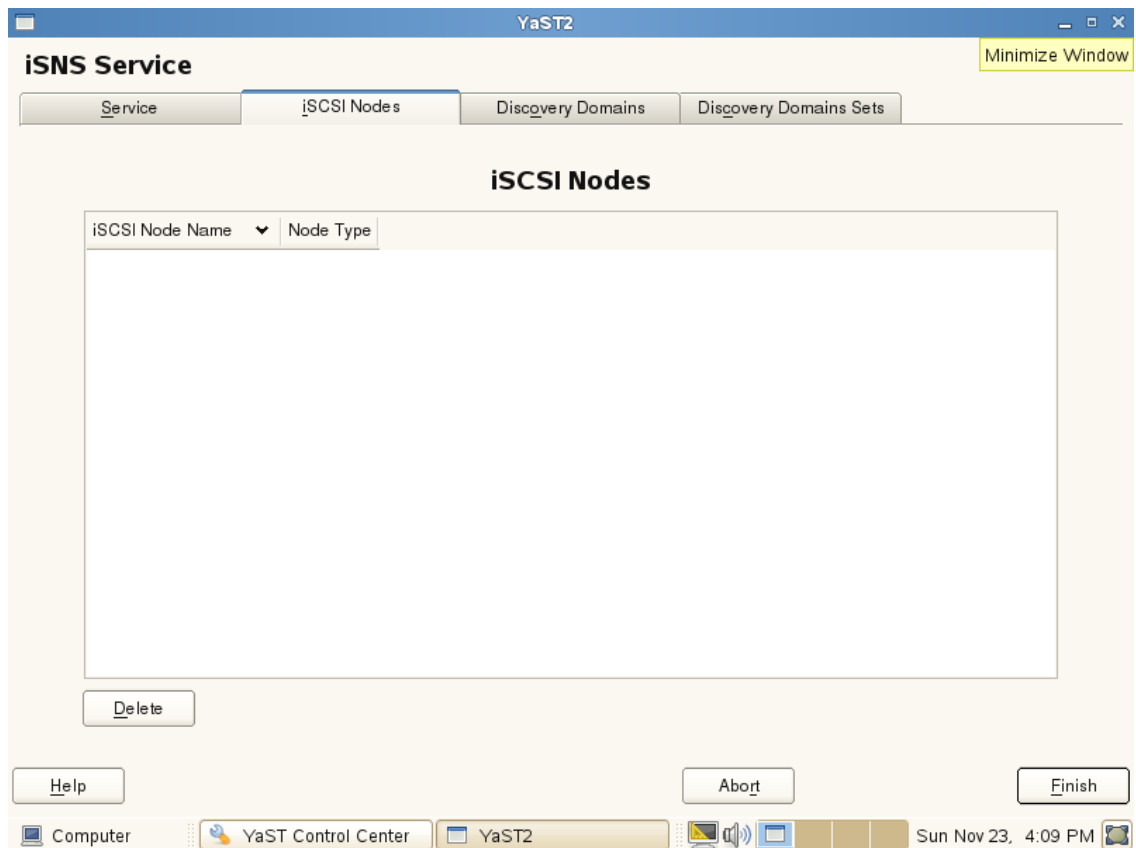 YaST2
Minimize Window
iSNS Service
Service iSCSI Nodes Discovery Domains Discovery Domains Sets
iSCSI Nodes
iSCSI Node Name Node Type
Delete
Help Abort Finish
Computer YaST Control Center YaST2 Sun Nov 23, 4:09 PM